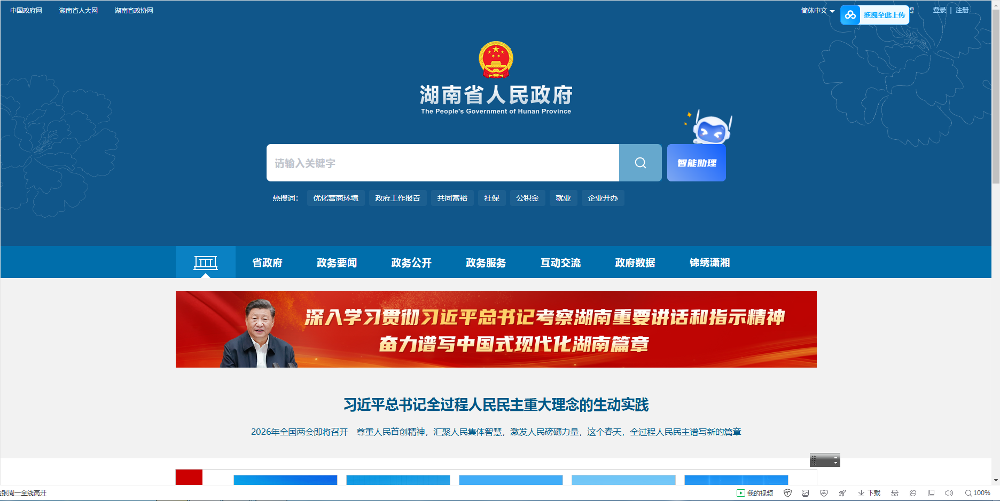 中国政府网 湖南省人大网 湖南省政协网 简体中文 拖拽至此上传 登录 | 注册
湖南省人民政府
The People's Government of Hunan Province
请输入关键字 智能助理
热搜词： 优化营商环境 政府工作报告 共同富裕 社保 公积金 就业 企业开办
省政府 政务要闻 政务公开 政务服务 互动交流 政府数据 锦绣潇湘
深入学习贯彻习近平总书记考察湖南重要讲话和指示精神
奋力谱写中国式现代化湖南篇章
习近平总书记全过程人民民主重大理念的生动实践
2026年全国两会即将召开 尊重人民首创精神，汇聚人民集体智慧，激发人民磅礴力量，这个春天，全过程人民民主谱写新的篇章
银周一全线高开 我的视频 下载 100%